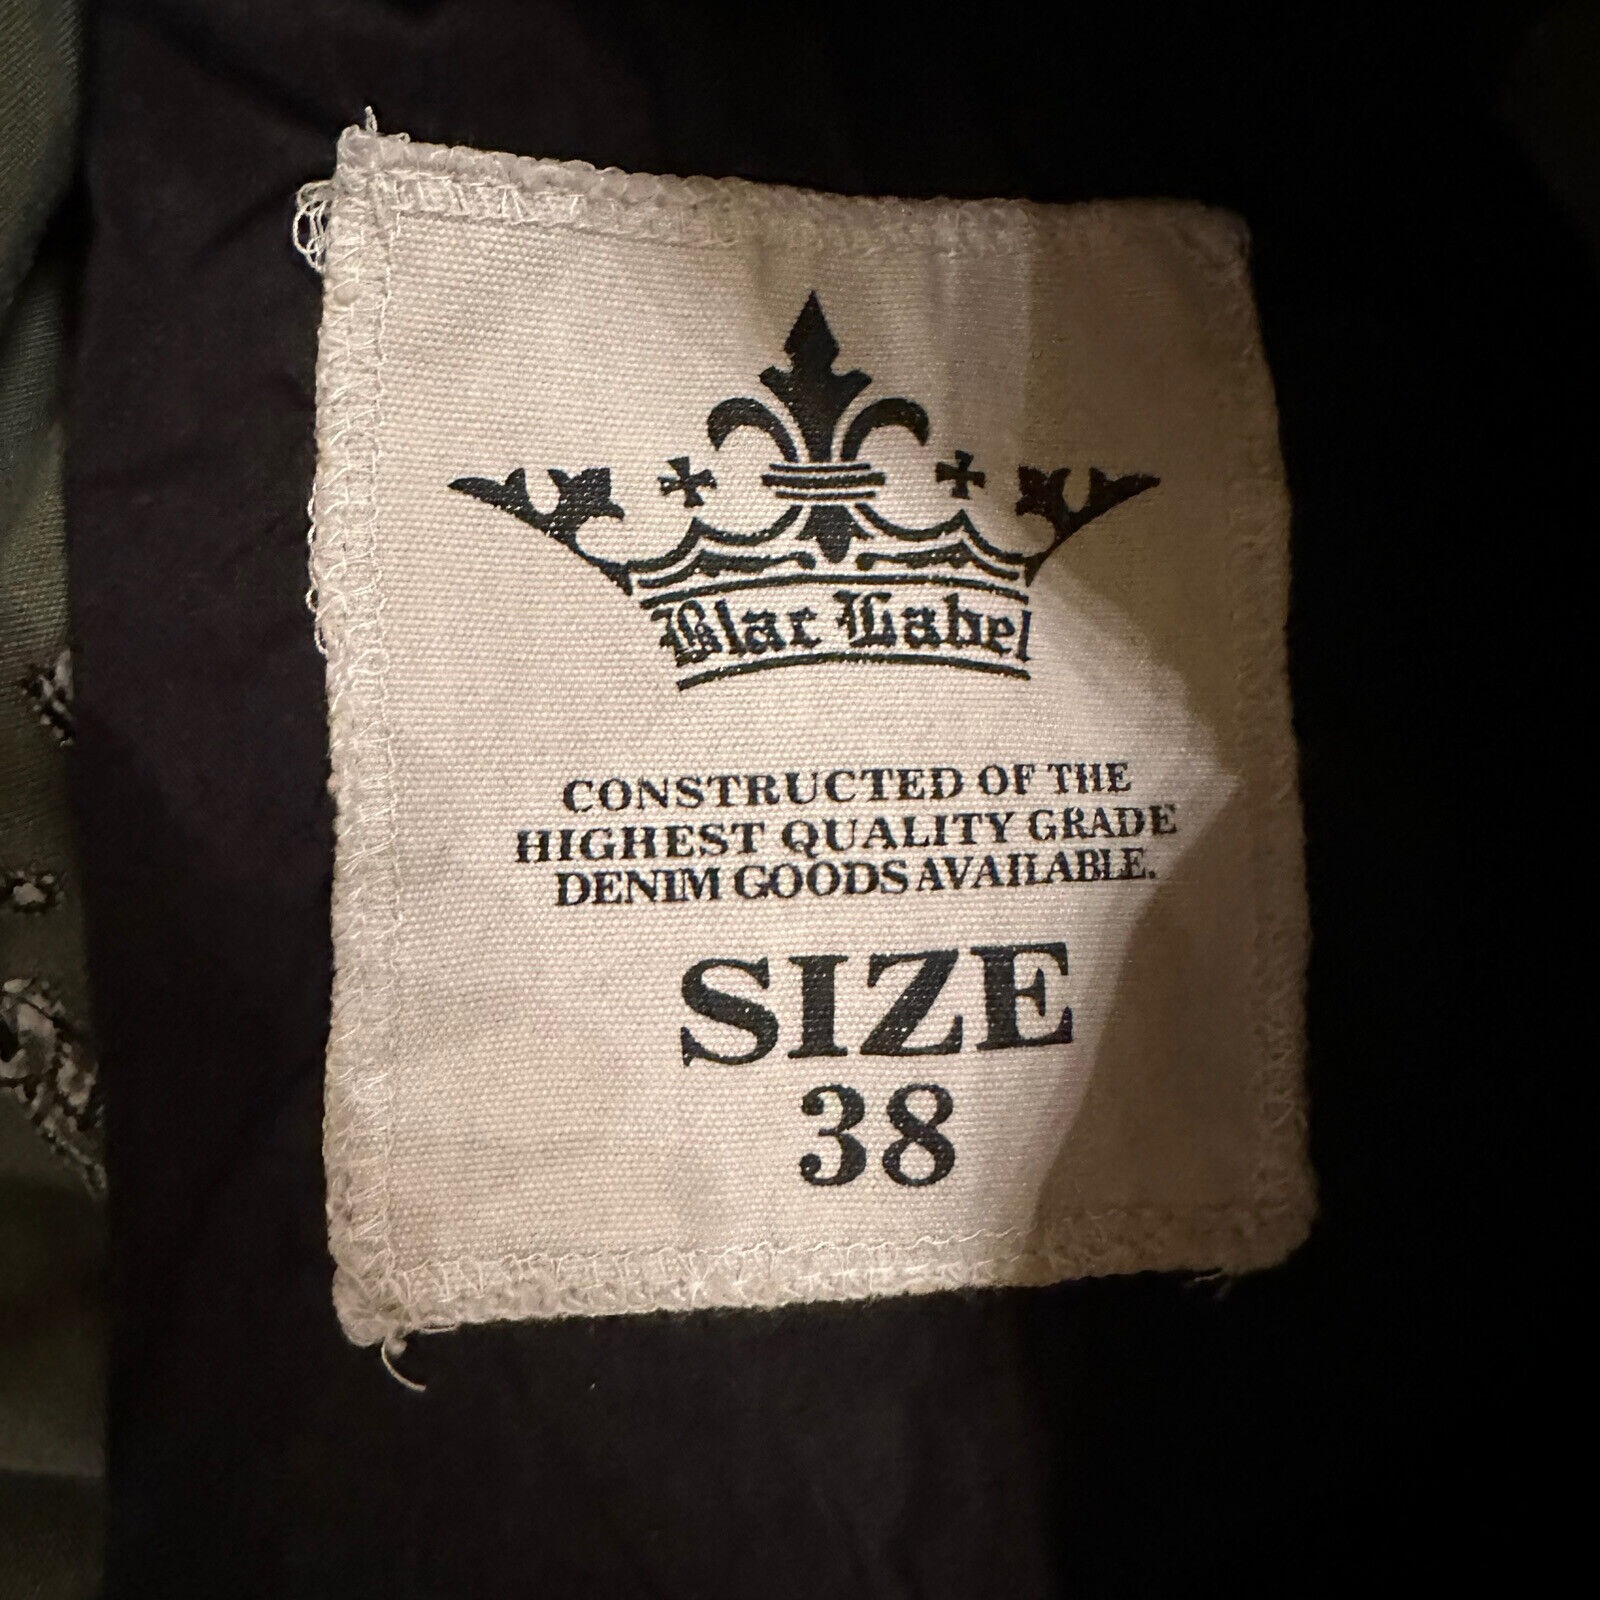 Blac Label
CONSTRUCTED OF THE
HIGHEST QUALITY GRADE
DENIM GOODS AVAILABLE.
SIZE
38